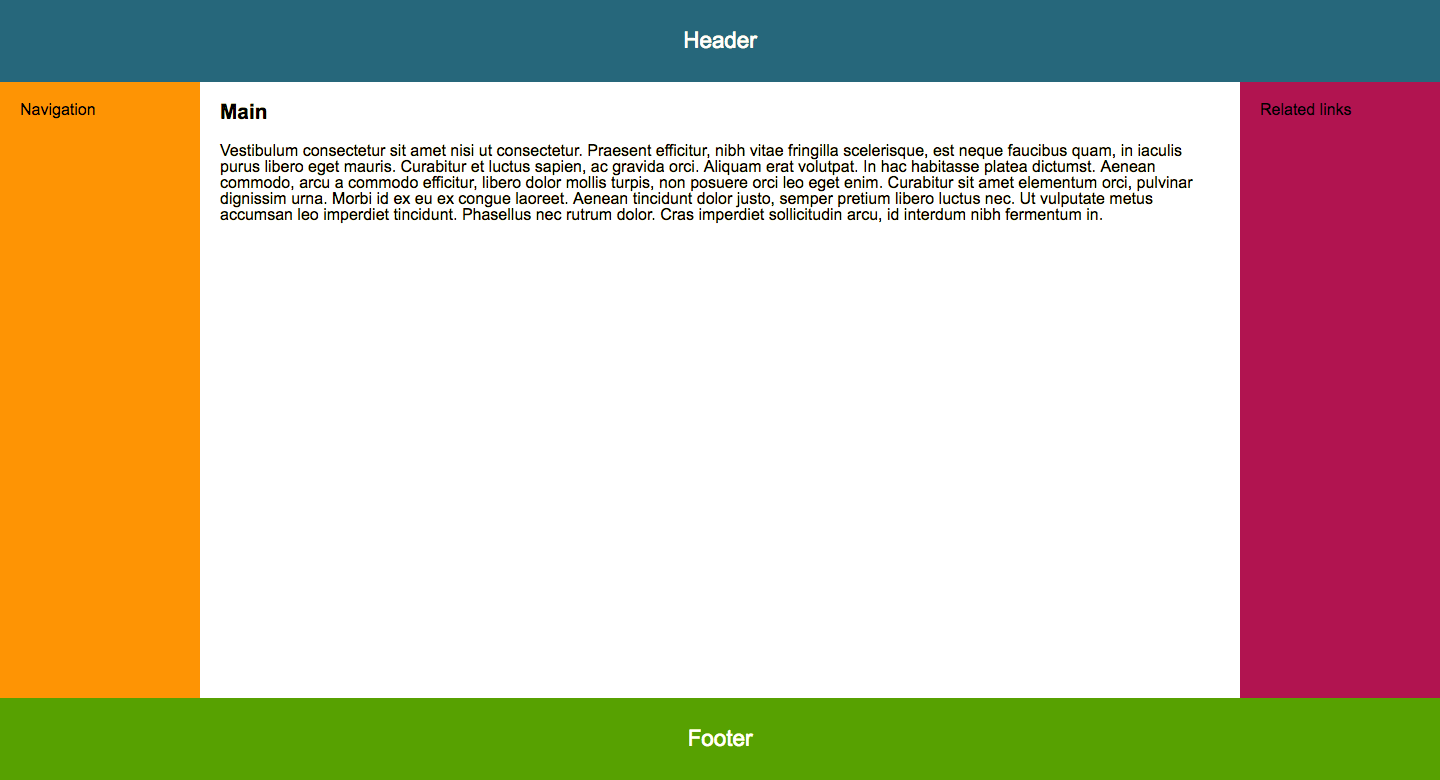 Header
Navigation
Main
Related links
Vestibulum consectetur sit amet nisi ut consectetur. Praesent efficitur, nibh vitae fringilla scelerisque, est neque faucibus quam, in iaculis
purus libero eget mauris. Curabitur et luctus sapien, ac gravida orci. Aliquam erat volutpat. In hac habitasse platea dictumst. Aenean
commodo, arcu a commodo efficitur, libero dolor mollis turpis, non posuere orci leo eget enim. Curabitur sit amet elementum orci, pulvinar
dignissim urna. Morbi id ex eu ex congue laoreet. Aenean tincidunt dolor justo, semper pretium libero luctus nec. Ut vulputate metus
accumsan leo imperdiet tincidunt. Phasellus nec rutrum dolor. Cras imperdiet sollicitudin arcu, id interdum nibh fermentum in.
Footer